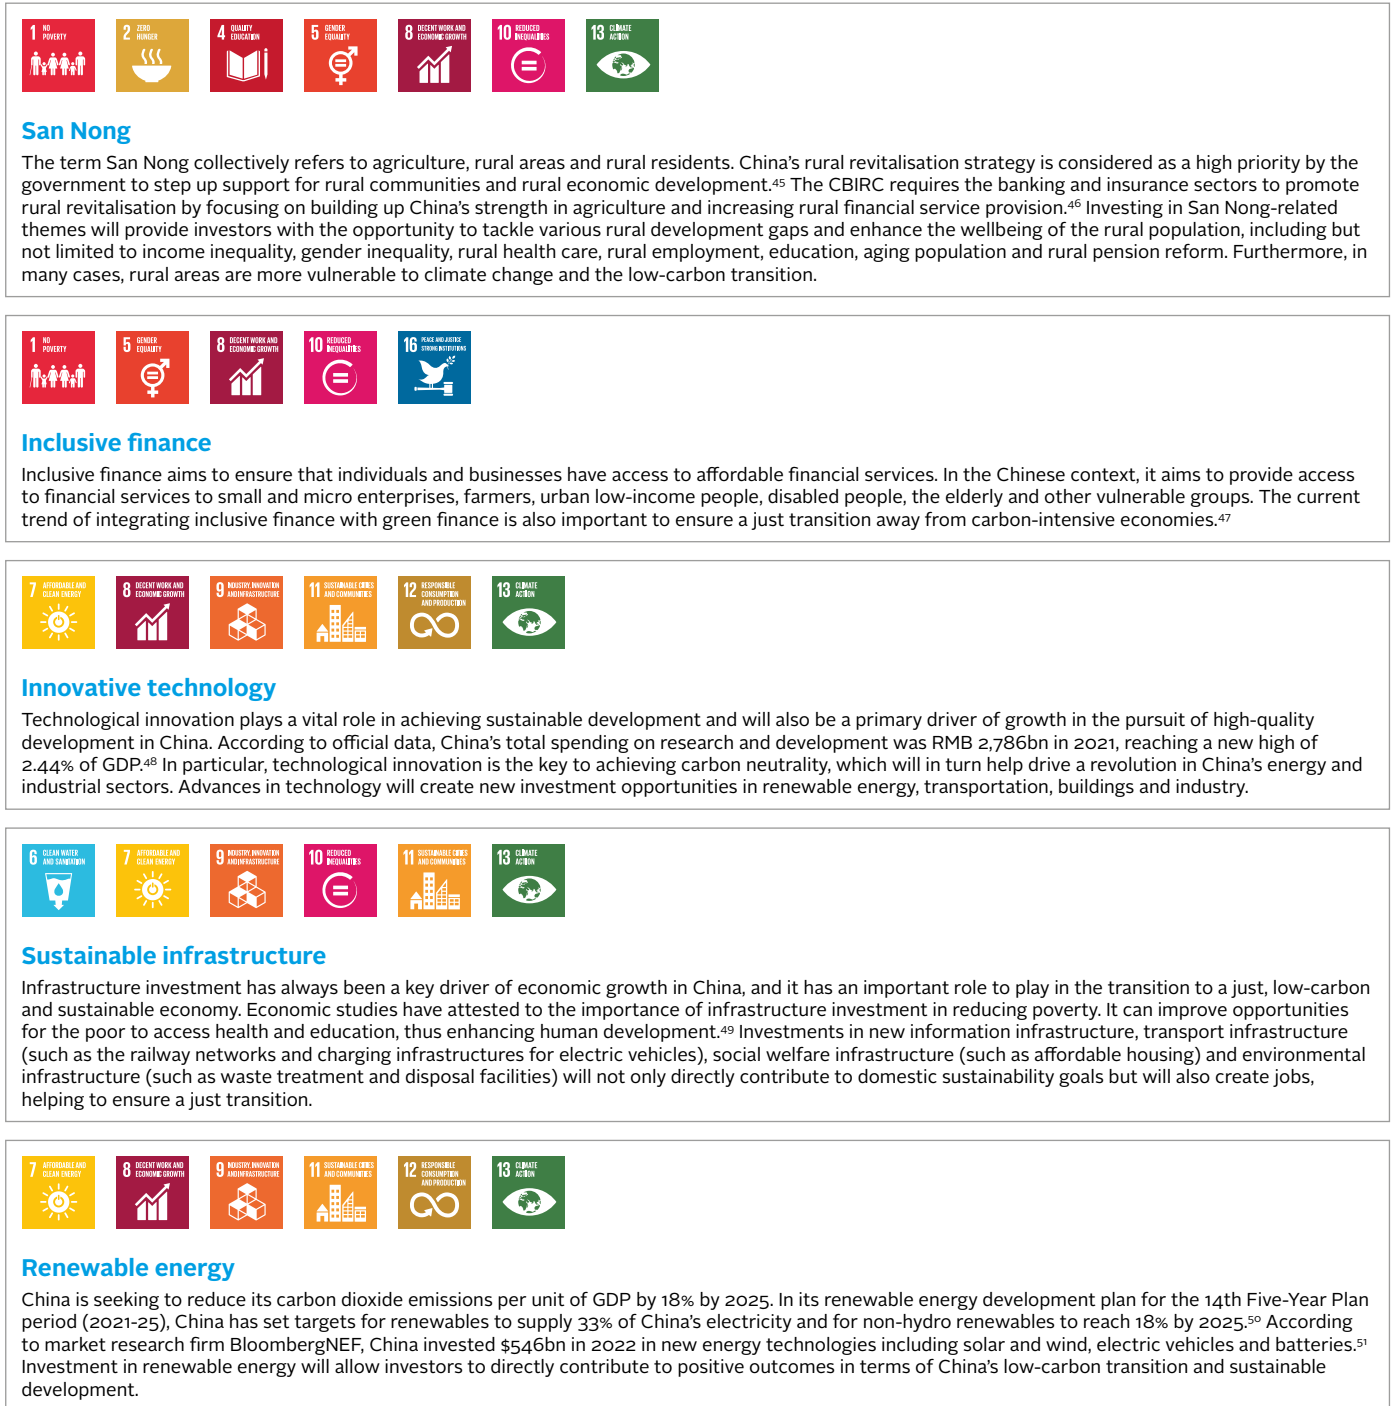 1 NO POVERTY
2 ZERO HUNGER
4 QUALITY EDUCATION
5 GENDER EQUALITY
8 DECENT WORK AND ECONOMIC GROWTH
10 REDUCED INEQUALITIES
13 CLIMATE ACTION
San Nong
The term San Nong collectively refers to agriculture, rural areas and rural residents. China’s rural revitalisation strategy is considered as a high priority by the
government to step up support for rural communities and rural economic development.45 The CBIRC requires the banking and insurance sectors to promote
rural revitalisation by focusing on building up China’s strength in agriculture and increasing rural financial service provision.46 Investing in San Nong-related
themes will provide investors with the opportunity to tackle various rural development gaps and enhance the wellbeing of the rural population, including but
not limited to income inequality, gender inequality, rural health care, rural employment, education, aging population and rural pension reform. Furthermore, in
many cases, rural areas are more vulnerable to climate change and the low-carbon transition.
1 NO POVERTY
5 GENDER EQUALITY
8 DECENT WORK AND ECONOMIC GROWTH
10 REDUCED INEQUALITIES
16 PEACE AND JUSTICE STRONG INSTITUTIONS
Inclusive finance
Inclusive finance aims to ensure that individuals and businesses have access to affordable financial services. In the Chinese context, it aims to provide access
to financial services to small and micro enterprises, farmers, urban low-income people, disabled people, the elderly and other vulnerable groups. The current
trend of integrating inclusive finance with green finance is also important to ensure a just transition away from carbon-intensive economies.47
7 AFFORDABLE AND CLEAN ENERGY
8 DECENT WORK AND ECONOMIC GROWTH
9 INDUSTRY, INNOVATION AND INFRASTRUCTURE
11 SUSTAINABLE CITIES AND COMMUNITIES
12 RESPONSIBLE CONSUMPTION AND PRODUCTION
13 CLIMATE ACTION
Innovative technology
Technological innovation plays a vital role in achieving sustainable development and will also be a primary driver of growth in the pursuit of high-quality
development in China. According to official data, China’s total spending on research and development was RMB 2,786bn in 2021, reaching a new high of
2.44% of GDP.48 In particular, technological innovation is the key to achieving carbon neutrality, which will in turn help drive a revolution in China’s energy and
industrial sectors. Advances in technology will create new investment opportunities in renewable energy, transportation, buildings and industry.
6 CLEAN WATER AND SANITATION
7 AFFORDABLE AND CLEAN ENERGY
9 INDUSTRY, INNOVATION AND INFRASTRUCTURE
10 REDUCED INEQUALITIES
11 SUSTAINABLE CITIES AND COMMUNITIES
13 CLIMATE ACTION
Sustainable infrastructure
Infrastructure investment has always been a key driver of economic growth in China, and it has an important role to play in the transition to a just, low-carbon
and sustainable economy. Economic studies have attested to the importance of infrastructure investment in reducing poverty. It can improve opportunities
for the poor to access health and education, thus enhancing human development.49 Investments in new information infrastructure, transport infrastructure
(such as the railway networks and charging infrastructures for electric vehicles), social welfare infrastructure (such as affordable housing) and environmental
infrastructure (such as waste treatment and disposal facilities) will not only directly contribute to domestic sustainability goals but will also create jobs,
helping to ensure a just transition.
7 AFFORDABLE AND CLEAN ENERGY
8 DECENT WORK AND ECONOMIC GROWTH
9 INDUSTRY, INNOVATION AND INFRASTRUCTURE
11 SUSTAINABLE CITIES AND COMMUNITIES
12 RESPONSIBLE CONSUMPTION AND PRODUCTION
13 CLIMATE ACTION
Renewable energy
China is seeking to reduce its carbon dioxide emissions per unit of GDP by 18% by 2025. In its renewable energy development plan for the 14th Five-Year Plan
period (2021-25), China has set targets for renewables to supply 33% of China’s electricity and for non-hydro renewables to reach 18% by 2025.50 According
to market research firm BloombergNEF, China invested $546bn in 2022 in new energy technologies including solar and wind, electric vehicles and batteries.51
Investment in renewable energy will allow investors to directly contribute to positive outcomes in terms of China’s low-carbon transition and sustainable
development.